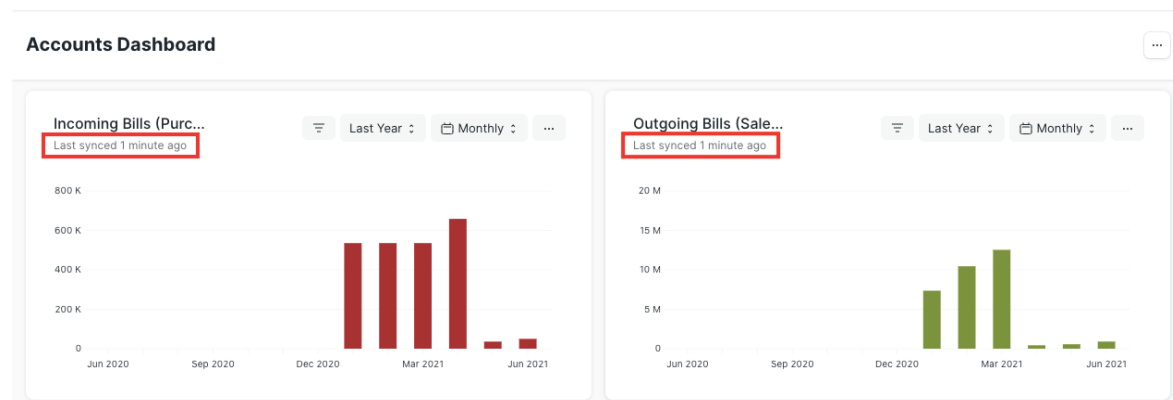 Accounts Dashboard
...
Incoming Bills (Purc...
Last Year
Monthly
...
Last synced 1 minute ago
800 K
600 K
400 K
200 K
0
Jun 2020 Sep 2020 Dec 2020 Mar 2021 Jun 2021
Outgoing Bills (Sale...
Last Year
Monthly
...
Last synced 1 minute ago
20 M
15 M
10 M
5 M
0
Jun 2020 Sep 2020 Dec 2020 Mar 2021 Jun 2021